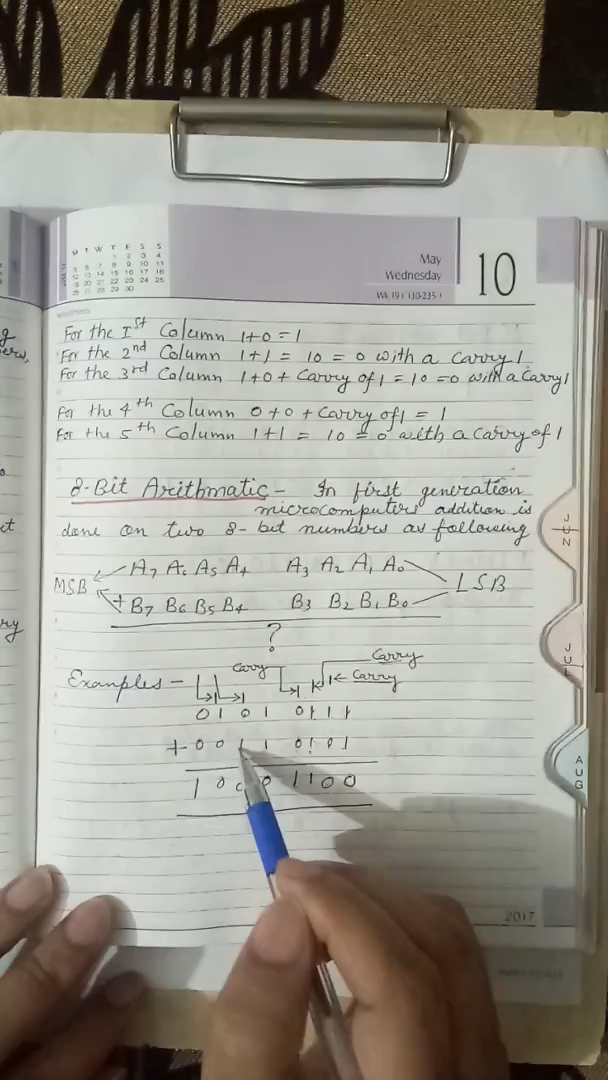 May
Wednesday
10
M T W T F S S
For the Ist Column 1+0=1
For the 2nd Column 1+1 = 10 = 0 with a Carry 1
For the 3rd Column 1+0+ Carry of 1 = 10 =0 with a Carry 1
For the 4th Column 0+0 + Carry of 1 = 1
For the 5th Column 1+1 = 10 = 0 with a Carry of 1
8-Bit Arithmatic - In first generation
microcomputers addition is
done on two 8-bit numbers as following
MSB A7 A6 A5 A4 A3 A2 A1 A0 LSB
+ B7 B6 B5 B4 B3 B2 B1 B0
?
Examples - Carry Carry
Carry
0 1 0 1 0 1 1 1
+ 0 0 1 1 0 1 0 1
1 0 0 0 1 1 0 0
JUN
JUL
AUG
2017